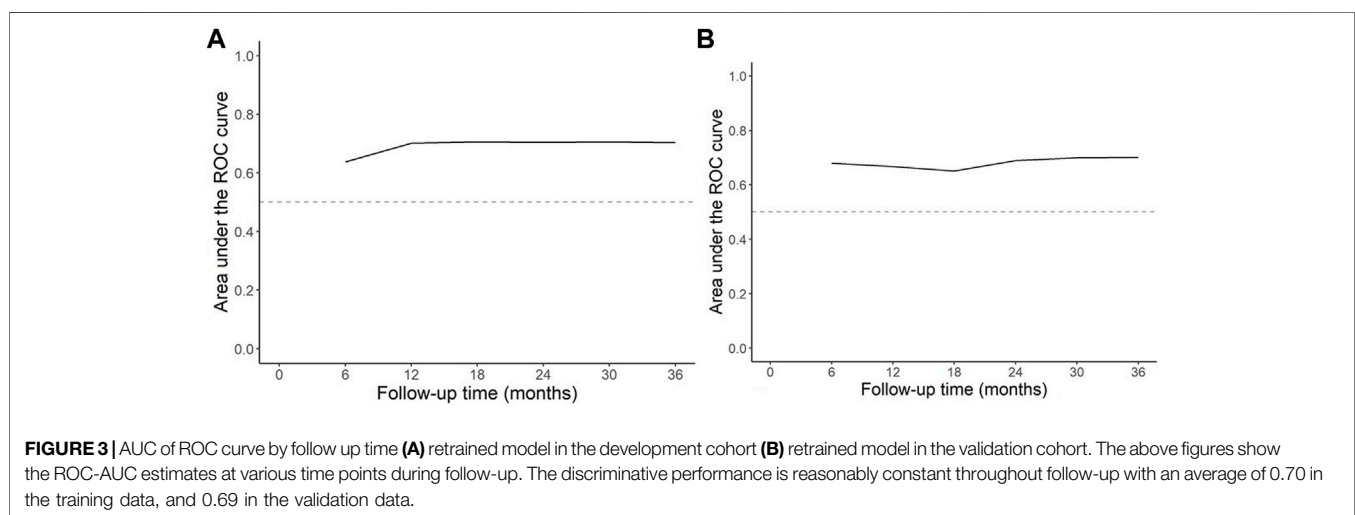 A
1.0
0.8
0.6
0.4
0.2
0.0
Area under the ROC curve
0 6 12 18 24 30 36
Follow-up time (months)
B
1.0
0.8
0.6
0.4
0.2
0.0
Area under the ROC curve
0 6 12 18 24 30 36
Follow-up time (months)
FIGURE 3 | AUC of ROC curve by follow up time (A) retrained model in the development cohort (B) retrained model in the validation cohort. The above figures show
the ROC-AUC estimates at various time points during follow-up. The discriminative performance is reasonably constant throughout follow-up with an average of 0.70 in
the training data, and 0.69 in the validation data.